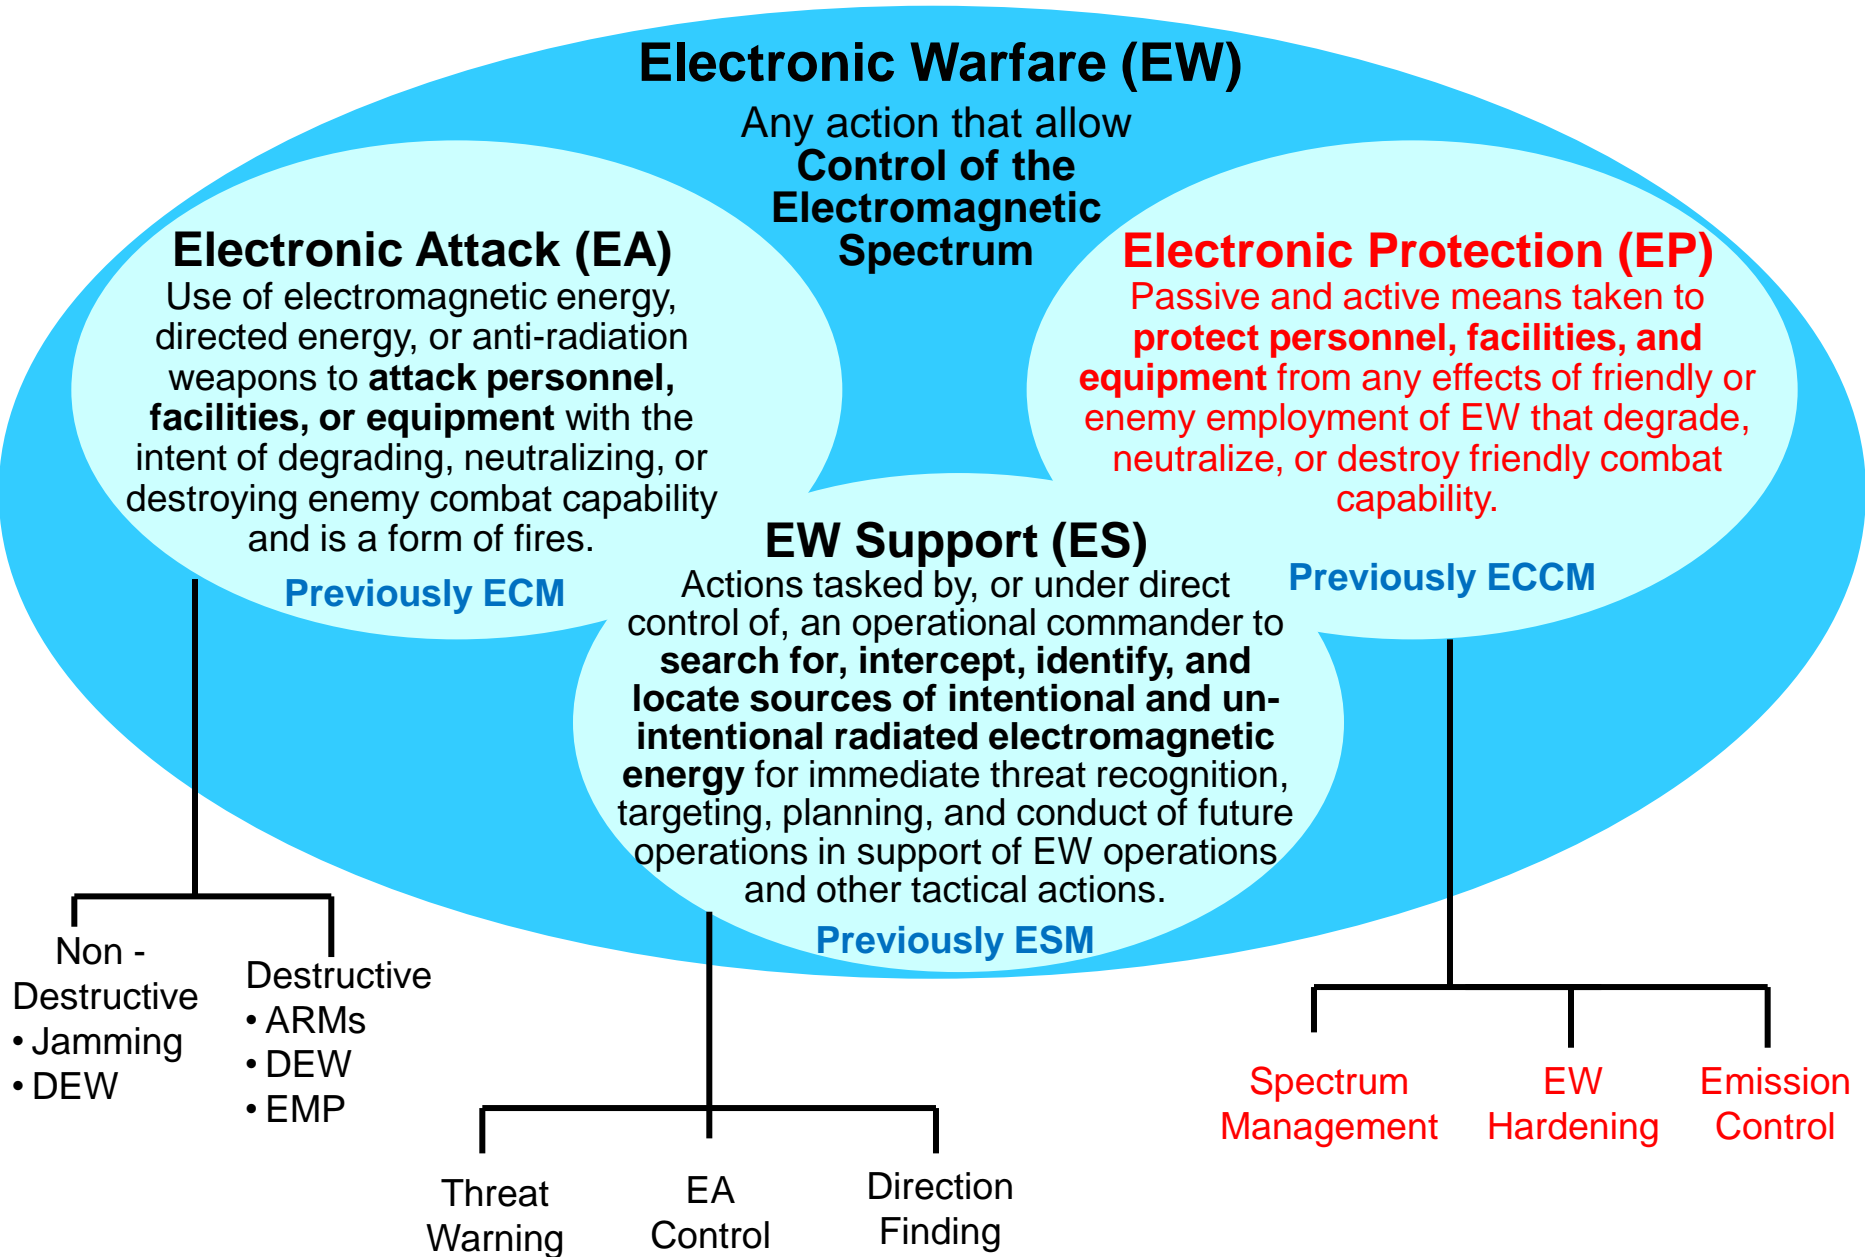 Electronic Warfare (EW)
Any action that allow
Control of the
Electromagnetic
Spectrum
Electronic Attack (EA)
Use of electromagnetic energy,
directed energy, or anti-radiation
weapons to attack personnel,
facilities, or equipment with the
intent of degrading, neutralizing, or
destroying enemy combat capability
and is a form of fires.
Previously ECM
Electronic Protection (EP)
Passive and active means taken to
protect personnel, facilities, and
equipment from any effects of friendly or
enemy employment of EW that degrade,
neutralize, or destroy friendly combat
capability.
Previously ECCM
EW Support (ES)
Actions tasked by, or under direct
control of, an operational commander to
search for, intercept, identify, and
locate sources of intentional and un-
intentional radiated electromagnetic
energy for immediate threat recognition,
targeting, planning, and conduct of future
operations in support of EW operations
and other tactical actions.
Previously ESM
Non -
Destructive
• Jamming
• DEW
Destructive
• ARMs
• DEW
• EMP
Threat
Warning
EA
Control
Direction
Finding
Spectrum
Management
EW
Hardening
Emission
Control